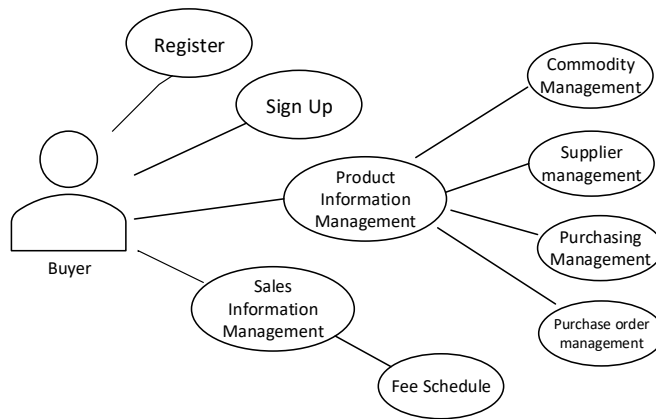 Register
Sign Up
Commodity
Management
Supplier
management
Product
Information
Management
Purchasing
Management
Buyer
Sales
Information
Management
Purchase order
management
Fee Schedule